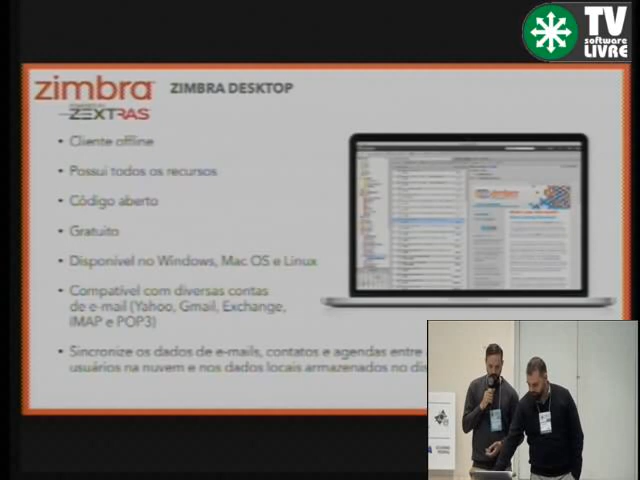 TV
software
LIVRE
zimbra
ZEXTRAS
ZIMBRA DESKTOP
• Cliente offline
• Possui todos os recursos
• Código aberto
• Gratuito
• Disponível no Windows, Mac OS e Linux
• Compatível com diversas contas
de e-mail (Yahoo, Gmail, Exchange,
IMAP e POP3)
• Sincronize os dados de e-mails, contatos e agendas entre
usuários na nuvem e nos dados locais armazenados no dis